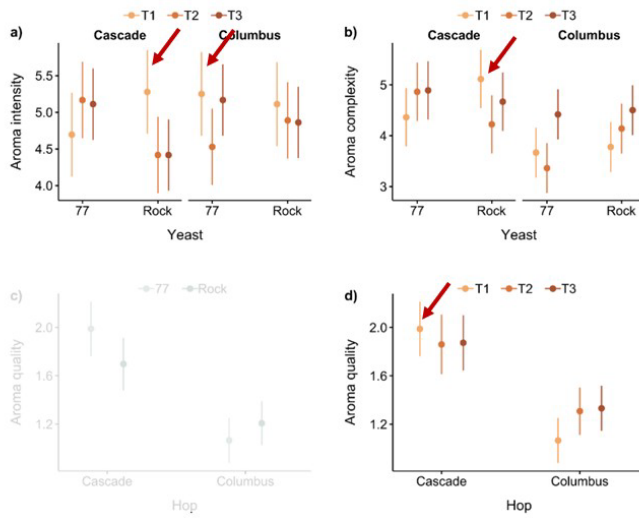 a)
T1 T2 T3
Cascade Columbus
Aroma intensity
5.5
5.0
4.5
4.0
77 Rock 77 Rock
Yeast
b)
T1 T2 T3
Cascade Columbus
Aroma complexity
5
4
3
77 Rock 77 Rock
Yeast
c)
77 Rock
Aroma quality
2.0
1.6
1.2
Cascade Columbus
Hop
d)
T1 T2 T3
Aroma quality
2.0
1.6
1.2
Cascade Columbus
Hop